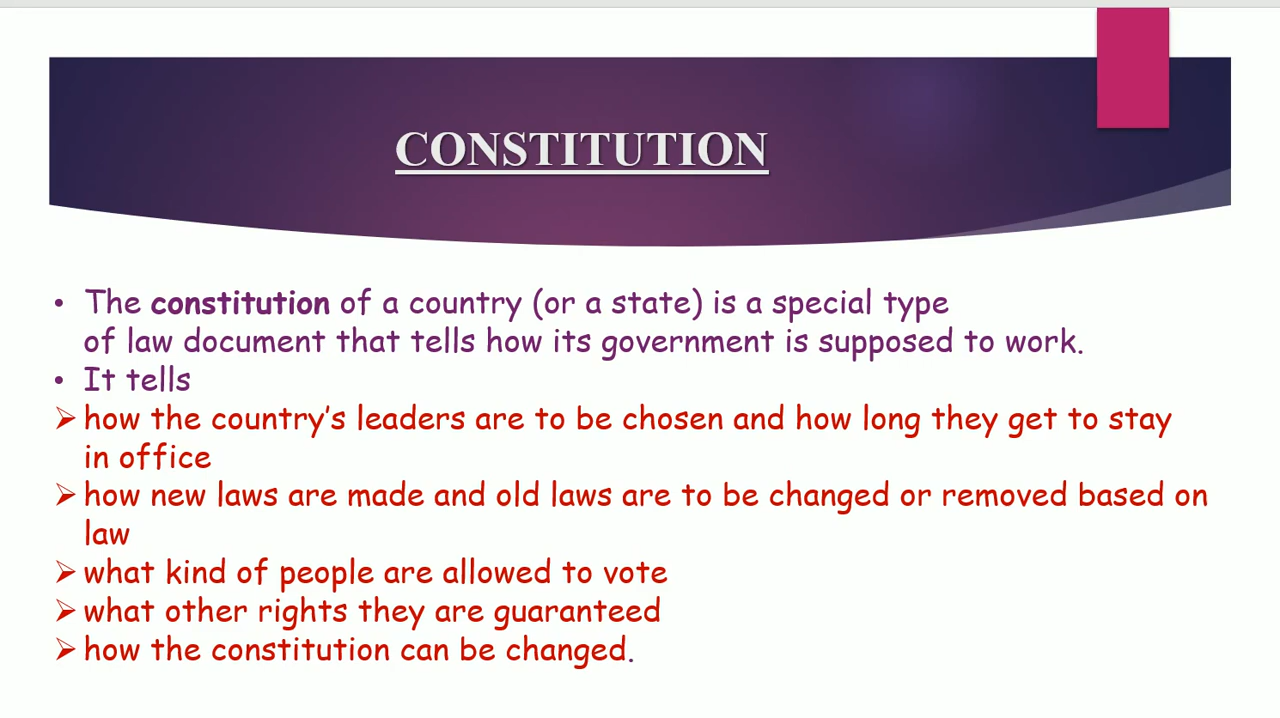 CONSTITUTION
• The constitution of a country (or a state) is a special type
of law document that tells how its government is supposed to work.
• It tells
➢ how the country’s leaders are to be chosen and how long they get to stay
in office
➢ how new laws are made and old laws are to be changed or removed based on
law
➢ what kind of people are allowed to vote
➢ what other rights they are guaranteed
➢ how the constitution can be changed.